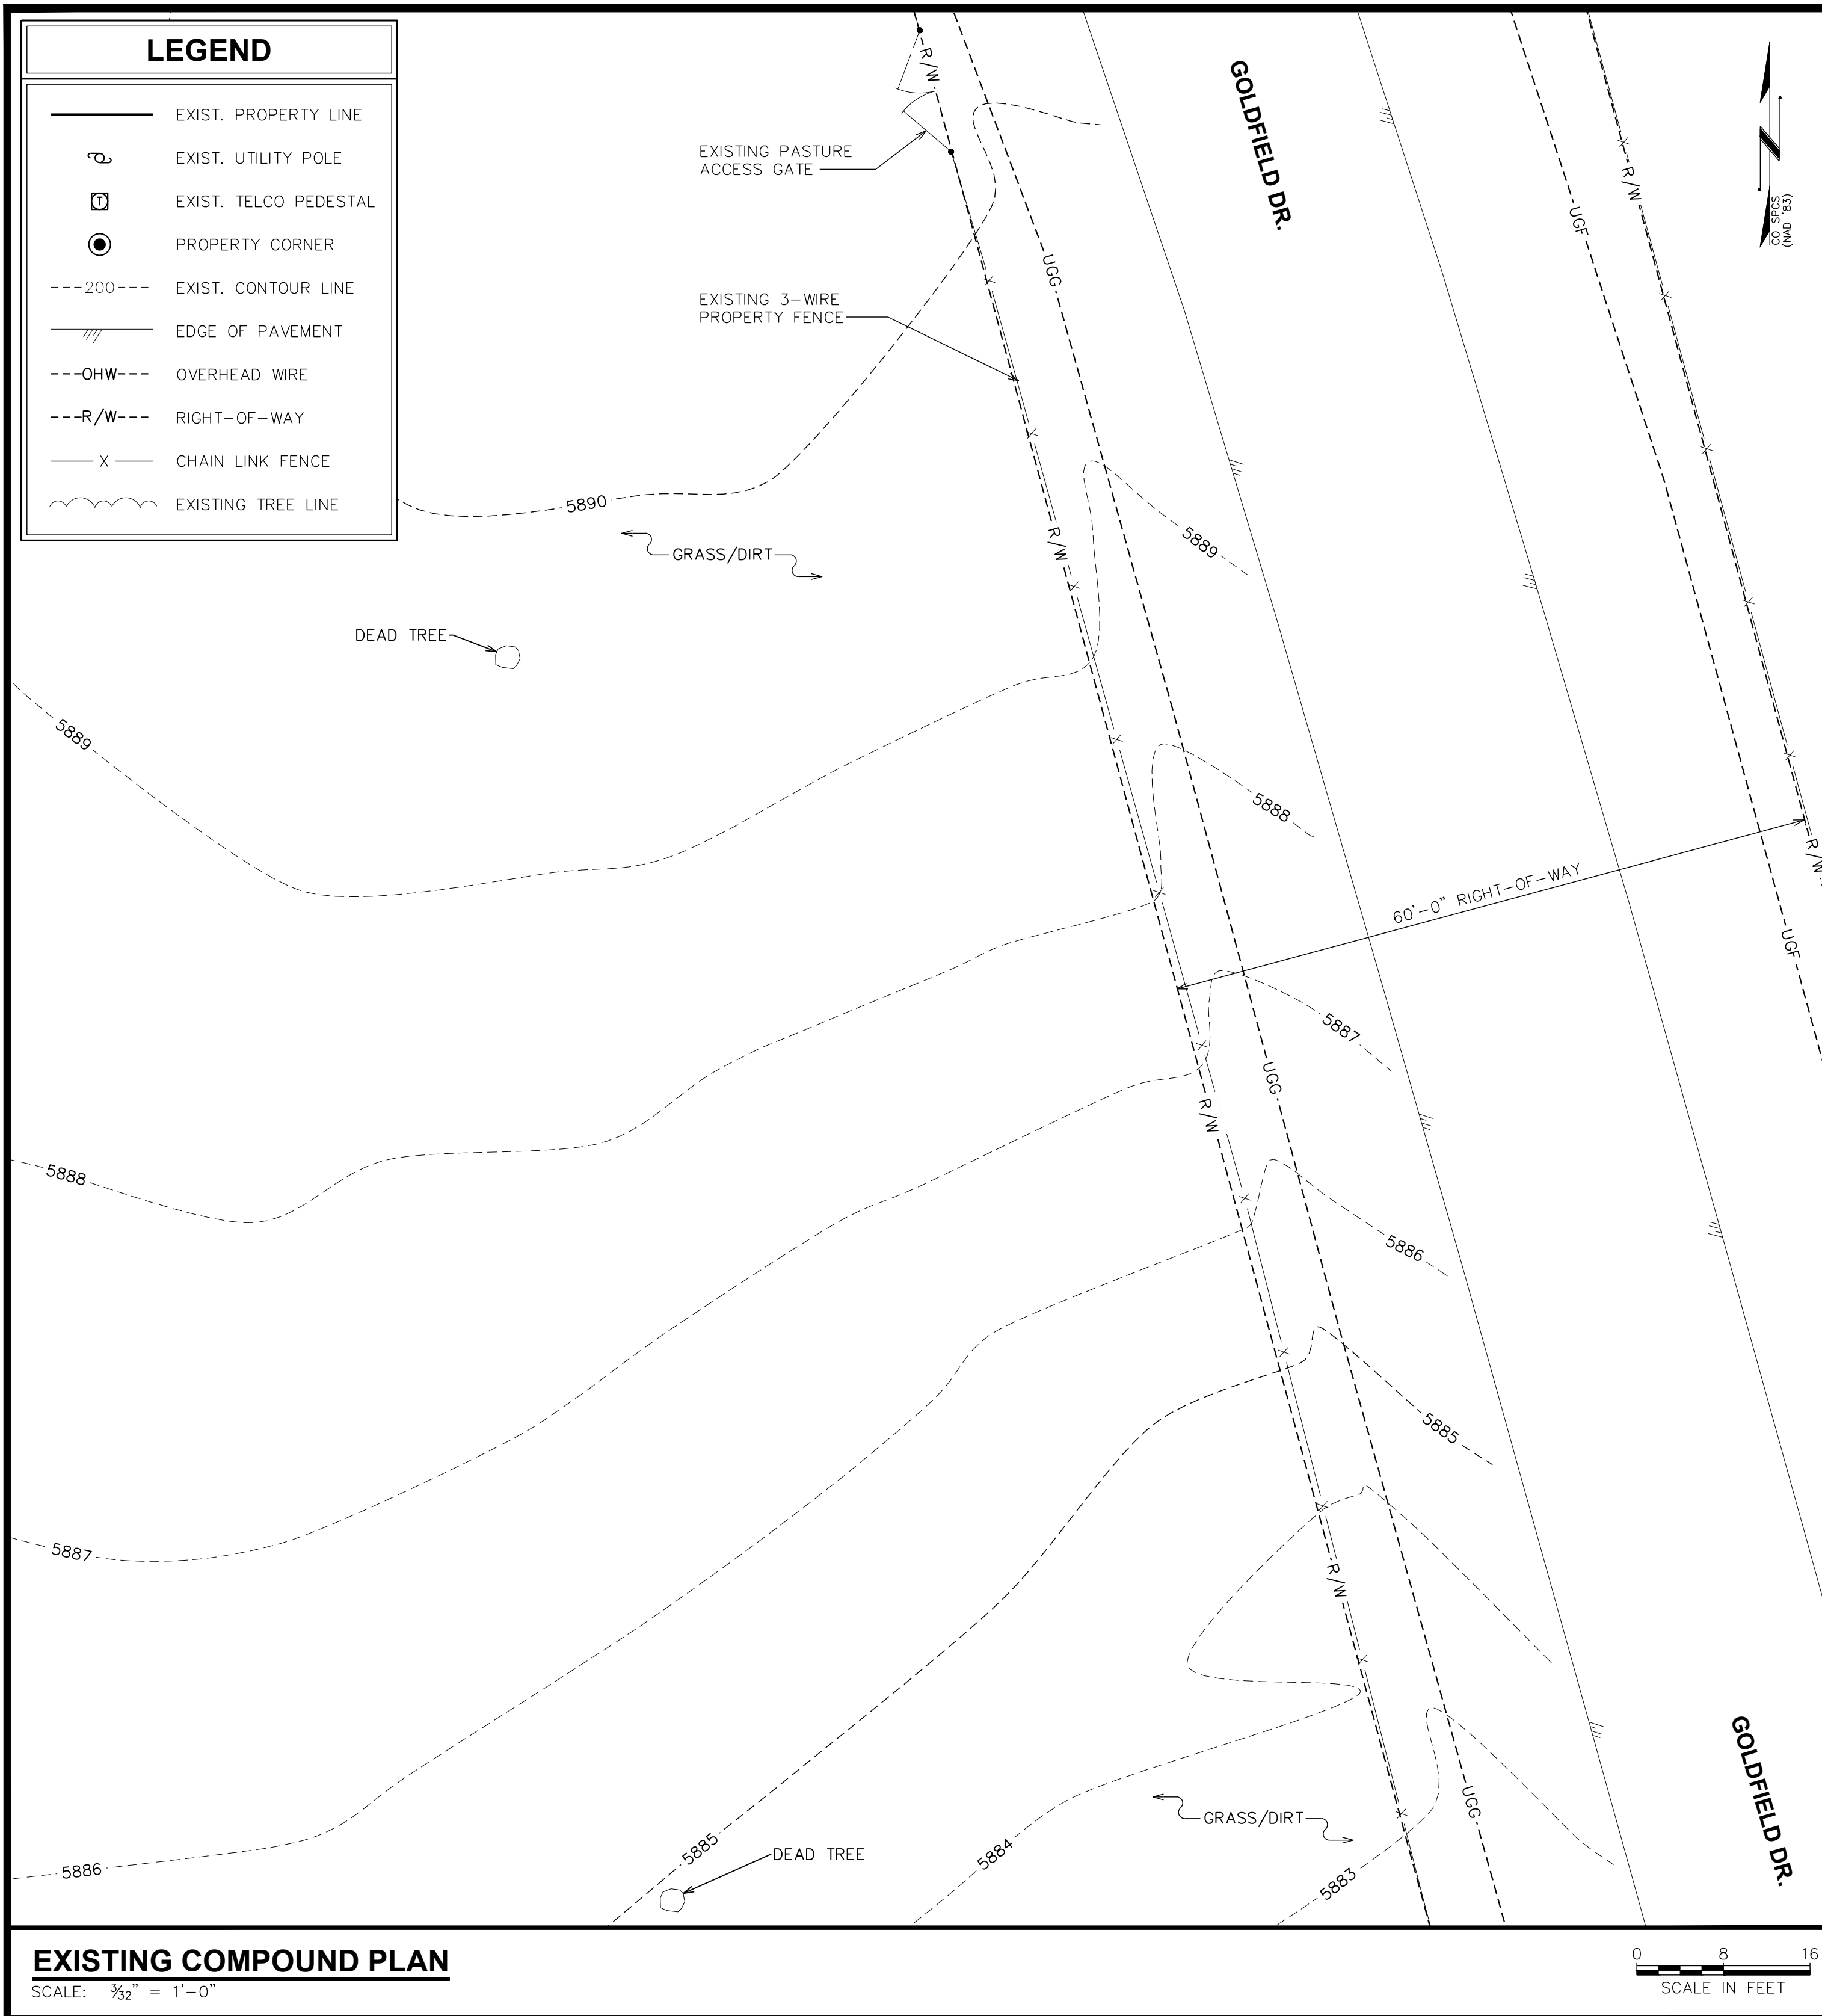 LEGEND
EXIST. PROPERTY LINE
EXIST. UTILITY POLE
T
EXIST. TELCO PEDESTAL
PROPERTY CORNER
200
EXIST. CONTOUR LINE
EDGE OF PAVEMENT
OHW
OVERHEAD WIRE
R/W
RIGHT-OF-WAY
X
CHAIN LINK FENCE
EXISTING TREE LINE
R/W
EXISTING PASTURE
ACCESS GATE
GOLDFIELD DR.
R/W
UGF
N
CO SPCS
(NAD '83)
UGG
EXISTING 3-WIRE
PROPERTY FENCE
5890
GRASS/DIRT
R/W
5889
DEAD TREE
5889
5888
60'-0" RIGHT-OF-WAY
R/W
UGF
5887
UGG
R/W
5888
5886
5885
5887
R/W
GOLDFIELD DR.
UGG
GRASS/DIRT
5886
5885
DEAD TREE
5884
5883
EXISTING COMPOUND PLAN
SCALE: 3/32" = 1'-0"
0 8 16
SCALE IN FEET